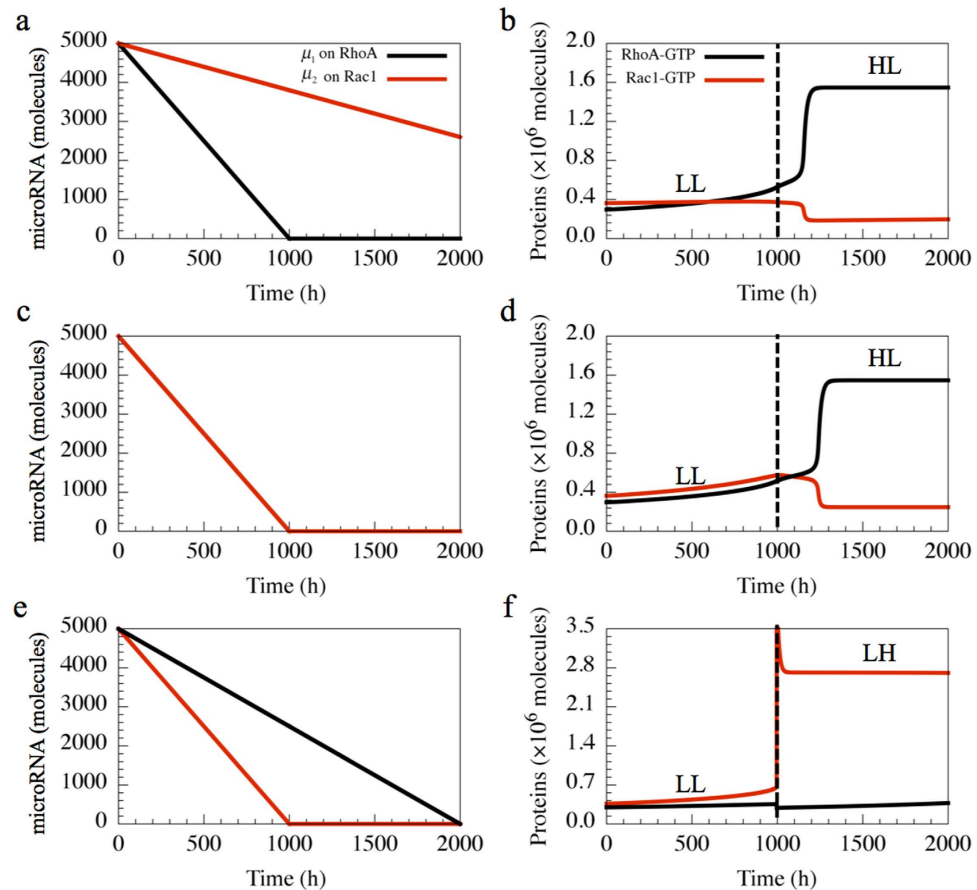 a
microRNA (molecules)
5000
4000
3000
2000
1000
0
μ₁ on RhoA
μ₂ on Rac1
0 500 1000 1500 2000
Time (h)
b
Proteins (×10⁶ molecules)
2.0
1.6
1.2
0.8
0.4
0.0
RhoA-GTP
Rac1-GTP
HL
LL
0 500 1000 1500 2000
Time (h)
c
microRNA (molecules)
5000
4000
3000
2000
1000
0
0 500 1000 1500 2000
Time (h)
d
Proteins (×10⁶ molecules)
2.0
1.6
1.2
0.8
0.4
0.0
HL
LL
0 500 1000 1500 2000
Time (h)
e
microRNA (molecules)
5000
4000
3000
2000
1000
0
0 500 1000 1500 2000
Time (h)
f
Proteins (×10⁶ molecules)
3.5
2.8
2.1
1.4
0.7
0.0
LH
LL
0 500 1000 1500 2000
Time (h)